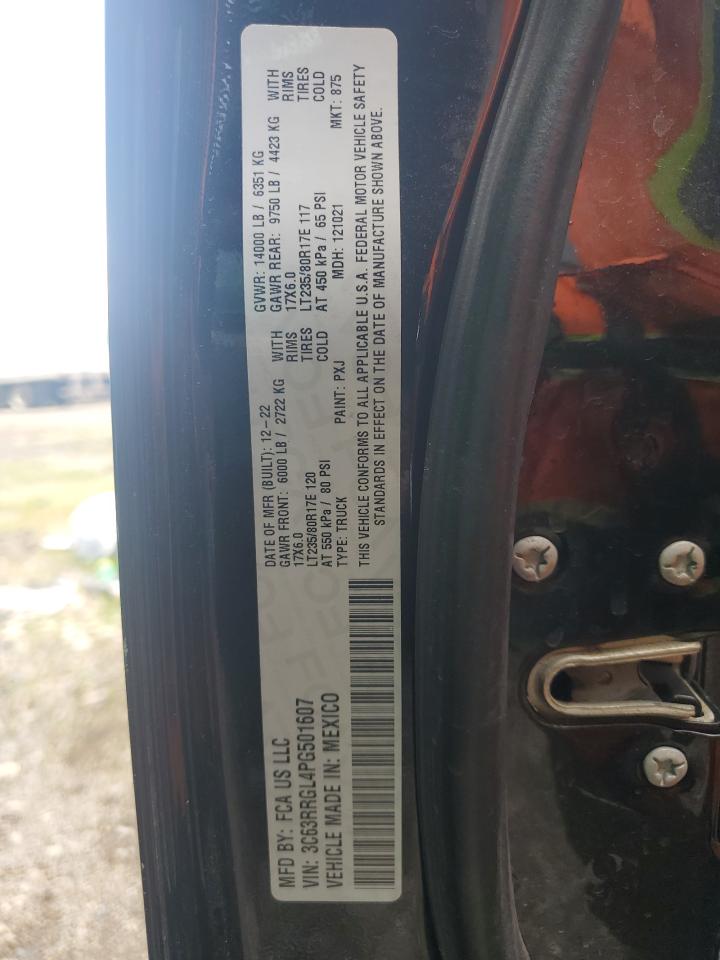 MFD BY: FCA US LLC
VIN: 3C63RRGL4PG501607
VEHICLE MADE IN: MEXICO
DATE OF MFR (BUILT): 12-22
GAWR FRONT: 6000 LB / 2722 KG WITH
17X6.0 RIMS
LT235/80R17E 120 TIRES
AT 550 kPa / 80 PSI COLD
TYPE: TRUCK PAINT: PXJ
GVWR: 14000 LB / 6351 KG
GAWR REAR: 9750 LB / 4423 KG WITH
17X6.0 RIMS
LT235/80R17E 117 TIRES
AT 450 kPa / 65 PSI COLD
MDH: 121021 MKT: 875
THIS VEHICLE CONFORMS TO ALL APPLICABLE U.S.A. FEDERAL MOTOR VEHICLE SAFETY
STANDARDS IN EFFECT ON THE DATE OF MANUFACTURE SHOWN ABOVE.